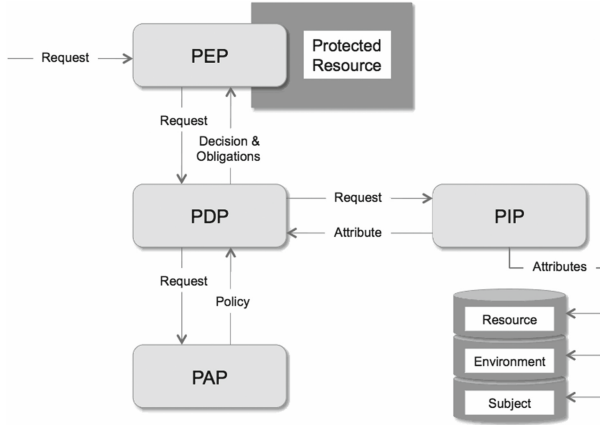 Request
PEP
Protected
Resource
Request
Decision &
Obligations
PDP
Request
Attribute
PIP
Request
Policy
Attributes
PAP
Resource
Environment
Subject